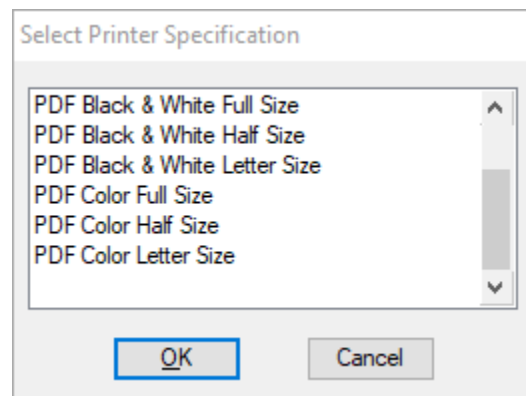 Select Printer Specification
PDF Black & White Full Size
PDF Black & White Half Size
PDF Black & White Letter Size
PDF Color Full Size
PDF Color Half Size
PDF Color Letter Size
OK
Cancel